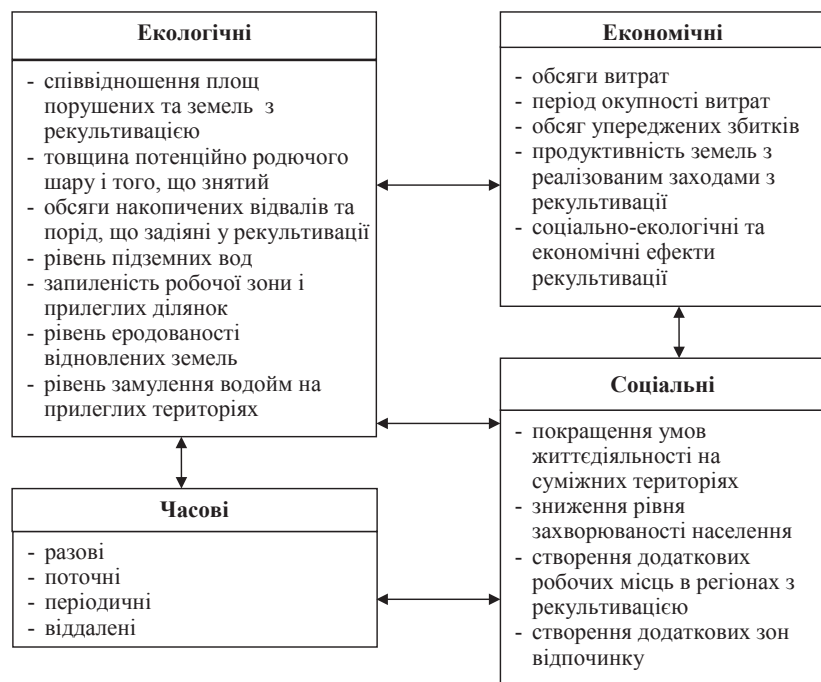 Екологічні
- співвідношення площ
порушених та земель з
рекультивацією
- товщина потенційно родючого
шару і того, що знятий
- обсяги накопичених відвалів та
порід, що задіяні у рекультивації
- рівень підземних вод
- запиленість робочої зони і
прилеглих ділянок
- рівень еродованості
відновлених земель
- рівень замулення водойм на
прилеглих територіях
Економічні
- обсяги витрат
- період окупності витрат
- обсяг упереджених збитків
- продуктивність земель з
реалізованим заходами з
рекультивації
- соціально-екологічні та
економічні ефекти
рекультивації
Часові
- разові
- поточні
- періодичні
- віддалені
Соціальні
- покращення умов
життєдіяльності на
суміжних територіях
- зниження рівня
захворюваності населення
- створення додаткових
робочих місць в регіонах з
рекультивацією
- створення додаткових зон
відпочинку